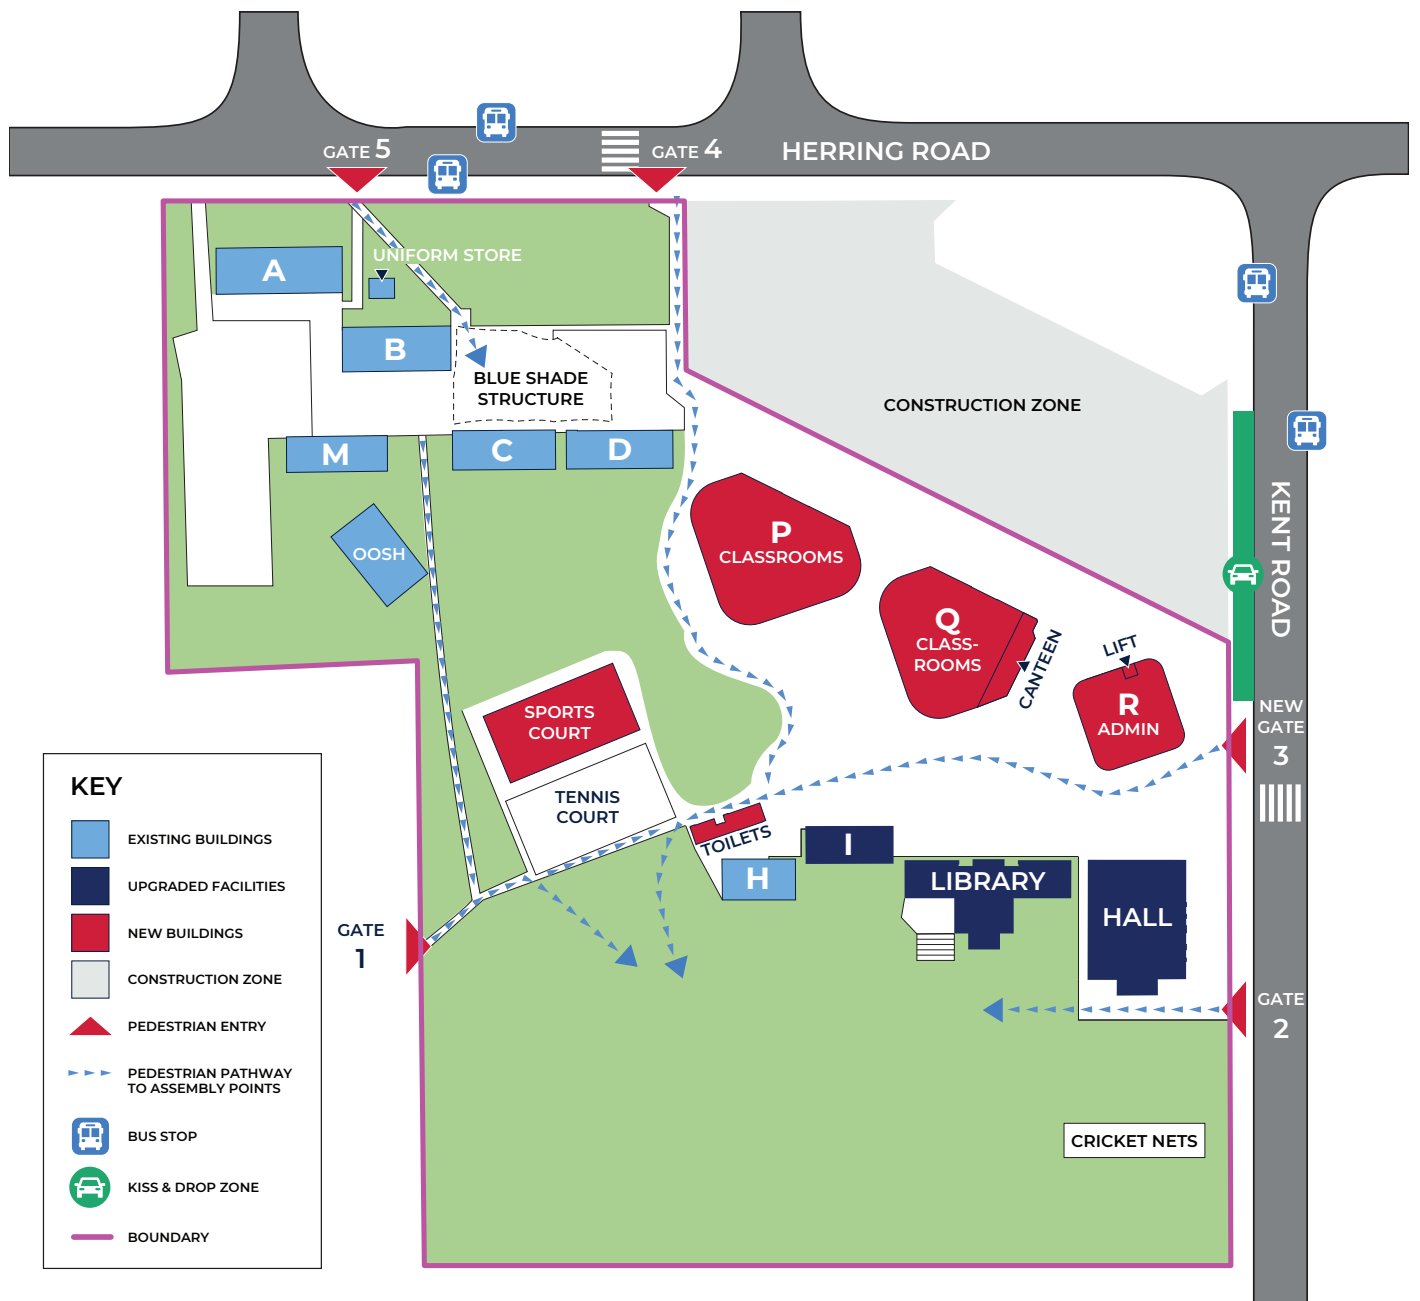 GATE 5
GATE 4
HERRING ROAD
UNIFORM STORE
A
B
BLUE SHADE
STRUCTURE
CONSTRUCTION ZONE
M
C
D
KENT ROAD
P
CLASSROOMS
OOSH
Q
CLASS-
ROOMS
CANTEEN
LIFT
R
ADMIN
SPORTS
COURT
NEW
GATE
3
TENNIS
COURT
TOILETS
I
H
LIBRARY
HALL
GATE
1
GATE
2
CRICKET NETS
KEY
EXISTING BUILDINGS
UPGRADED FACILITIES
NEW BUILDINGS
CONSTRUCTION ZONE
PEDESTRIAN ENTRY
PEDESTRIAN PATHWAY
TO ASSEMBLY POINTS
BUS STOP
KISS & DROP ZONE
BOUNDARY